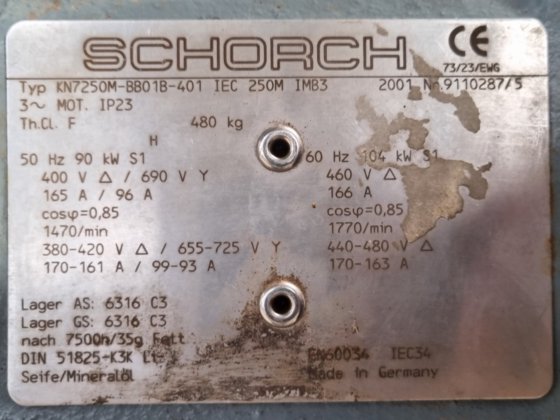 SCHORCH
CE
73/23/EWG
Typ KN7250M-BB01B-401 IEC 250M IMB3 2001 No.9110287/5
3~ MOT. IP23
Th.Cl. F 480 kg
H
50 Hz 90 kW S1 60 Hz 104 kW S1
400 V △ / 690 V Y 460 V △
165 A / 96 A 166 A
cosφ=0,85 cosφ=0,85
1470/min 1770/min
380-420 V △ / 655-725 V Y 440-480 V △
170-161 A / 99-93 A 170-163 A
Lager AS: 6316 C3
Lager GS: 6316 C3
nach 7500h/35g Fett
DIN 51825-K3K Li- EN60034 IEC34
Seife/Mineralöl Made in Germany